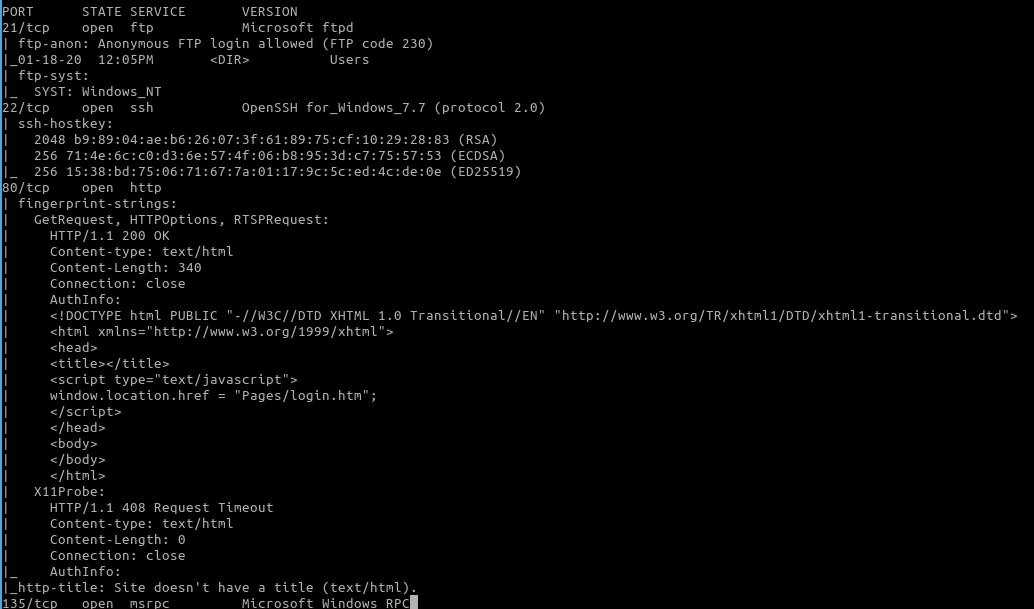 PORT      STATE SERVICE       VERSION
21/tcp    open  ftp           Microsoft ftpd
| ftp-anon: Anonymous FTP login allowed (FTP code 230)
|_01-18-20  12:05PM       <DIR>          Users
| ftp-syst:
|_  SYST: Windows_NT
22/tcp    open  ssh           OpenSSH for_Windows_7.7 (protocol 2.0)
| ssh-hostkey:
|   2048 b9:89:04:ae:b6:26:07:3f:61:89:75:cf:10:29:28:83 (RSA)
|   256 71:4e:6c:c0:d3:6e:57:4f:06:b8:95:3d:c7:75:57:53 (ECDSA)
|_  256 15:38:bd:75:06:71:67:7a:01:17:9c:5c:ed:4c:de:0e (ED25519)
80/tcp    open  http
| fingerprint-strings:
|   GetRequest, HTTPOptions, RTSPRequest:
|     HTTP/1.1 200 OK
|     Content-type: text/html
|     Content-Length: 340
|     Connection: close
|     AuthInfo:
|     <!DOCTYPE html PUBLIC "-//W3C//DTD XHTML 1.0 Transitional//EN" "http://www.w3.org/TR/xhtml1/DTD/xhtml1-transitional.dtd">
|     <html xmlns="http://www.w3.org/1999/xhtml">
|     <head>
|     <title></title>
|     <script type="text/javascript">
|     window.location.href = "Pages/login.htm";
|     </script>
|     </head>
|     <body>
|     </body>
|     </html>
|   X11Probe:
|     HTTP/1.1 408 Request Timeout
|     Content-type: text/html
|     Content-Length: 0
|     Connection: close
|_    AuthInfo:
|_http-title: Site doesn't have a title (text/html).
135/tcp   open  msrpc         Microsoft Windows RPC